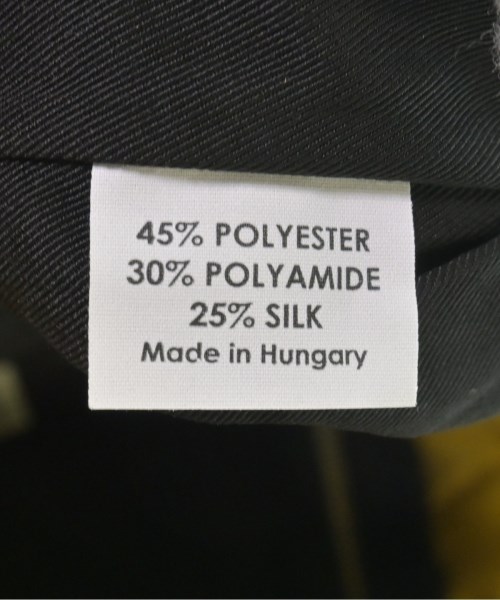 45% POLYESTER
30% POLYAMIDE
25% SILK
Made in Hungary